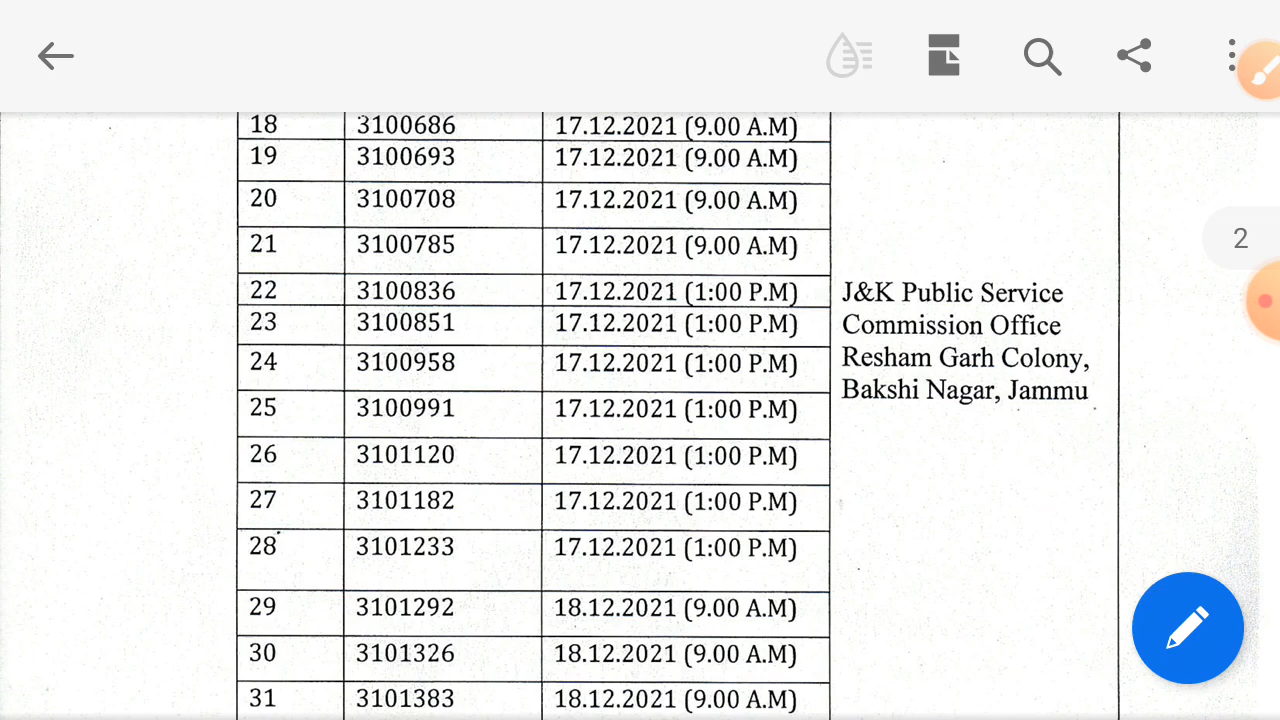 18 3100686 17.12.2021 (9.00 A.M)
19 3100693 17.12.2021 (9.00 A.M)
20 3100708 17.12.2021 (9.00 A.M)
2
21 3100785 17.12.2021 (9.00 A.M)
22 3100836 17.12.2021 (1:00 P.M) J&K Public Service
23 3100851 17.12.2021 (1:00 P.M) Commission Office
24 3100958 17.12.2021 (1:00 P.M) Resham Garh Colony,
Bakshi Nagar, Jammu
25 3100991 17.12.2021 (1:00 P.M)
26 3101120 17.12.2021 (1:00 P.M)
27 3101182 17.12.2021 (1:00 P.M)
28 3101233 17.12.2021 (1:00 P.M)
29 3101292 18.12.2021 (9.00 A.M)
30 3101326 18.12.2021 (9.00 A.M)
31 3101383 18.12.2021 (9.00 A.M)